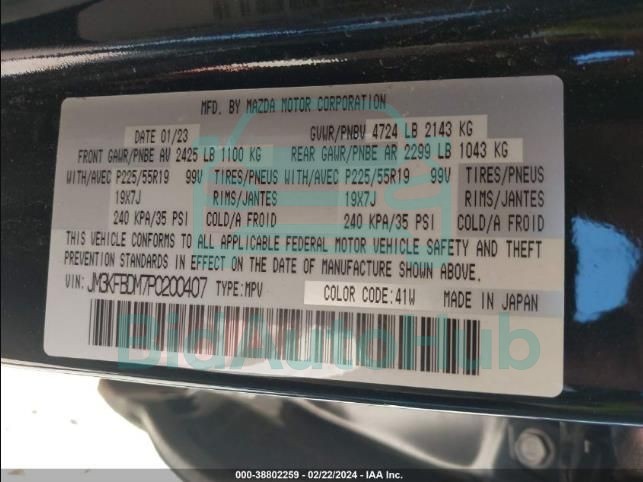 MFD. BY MAZDA MOTOR CORPORATION
DATE 01/23 GVWR/PNBV 4724 LB 2143 KG
FRONT GAWR/PNBE AV 2425 LB 1100 KG REAR GAWR/PNBE AR 2299 LB 1043 KG
WITH/AVEC P225/55R19 99V TIRES/PNEUS WITH/AVEC P225/55R19 99V TIRES/PNEUS
19X7J RIMS/JANTES 19X7J RIMS/JANTES
240 KPA/35 PSI COLD/A FROID 240 KPA/35 PSI COLD/A FROID
THIS VEHICLE CONFORMS TO ALL APPLICABLE FEDERAL MOTOR VEHICLE SAFETY AND THEFT
PREVENTION STANDARDS IN EFFECT ON THE DATE OF MANUFACTURE SHOWN ABOVE.
VIN: JM3KFBDM7P0200407 TYPE:MPV COLOR CODE:41W MADE IN JAPAN
BidAutoHub
000-38802259 - 02/22/2024 - IAA Inc.